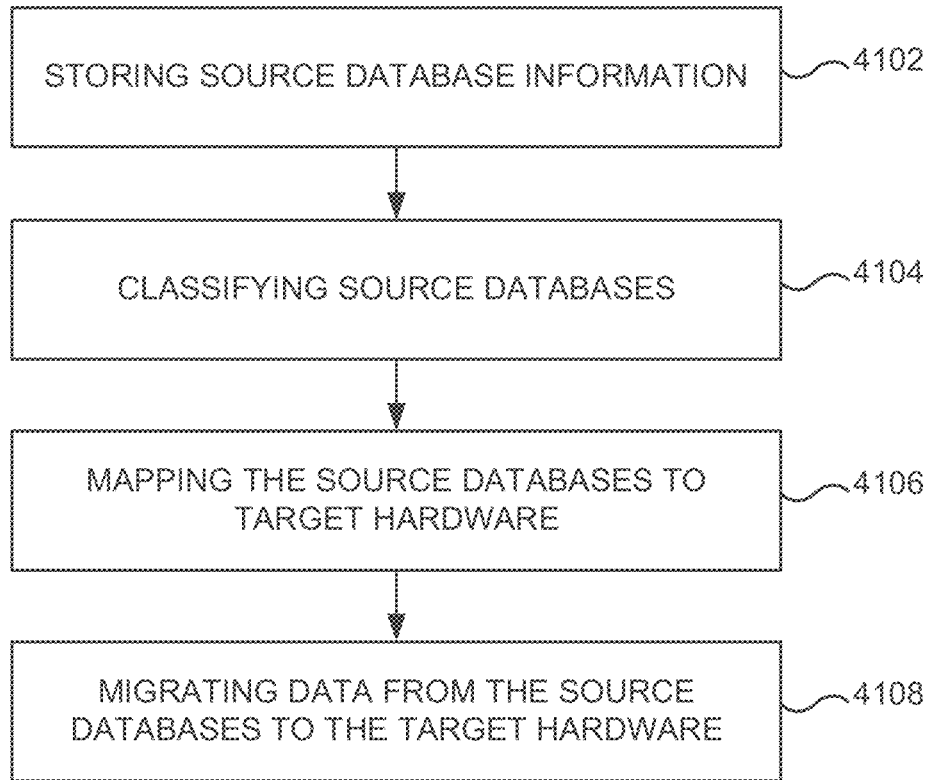 STORING SOURCE DATABASE INFORMATION
4102
CLASSIFYING SOURCE DATABASES
4104
MAPPING THE SOURCE DATABASES TO
TARGET HARDWARE
4106
MIGRATING DATA FROM THE SOURCE
DATABASES TO THE TARGET HARDWARE
4108